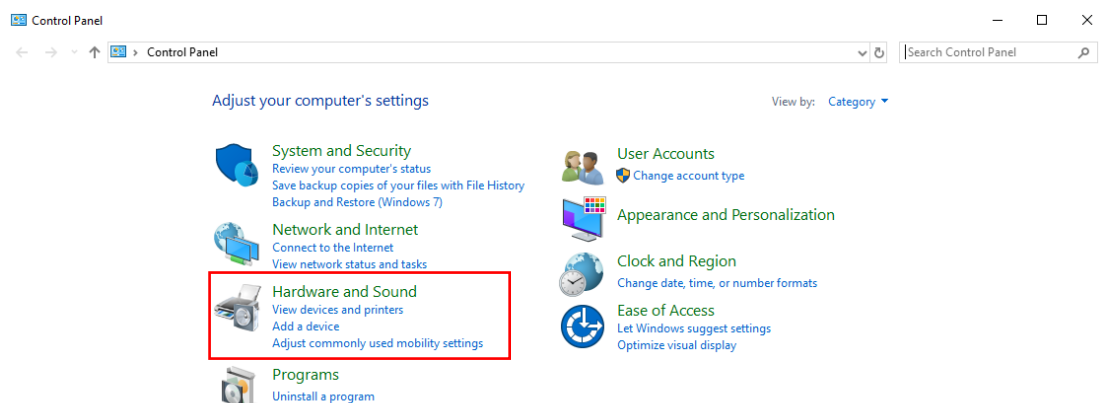 Control Panel
Control Panel
Search Control Panel
Adjust your computer's settings
View by: Category
System and Security
Review your computer's status
Save backup copies of your files with File History
Backup and Restore (Windows 7)
Network and Internet
Connect to the Internet
View network status and tasks
Hardware and Sound
View devices and printers
Add a device
Adjust commonly used mobility settings
Programs
Uninstall a program
User Accounts
Change account type
Appearance and Personalization
Clock and Region
Change date, time, or number formats
Ease of Access
Let Windows suggest settings
Optimize visual display